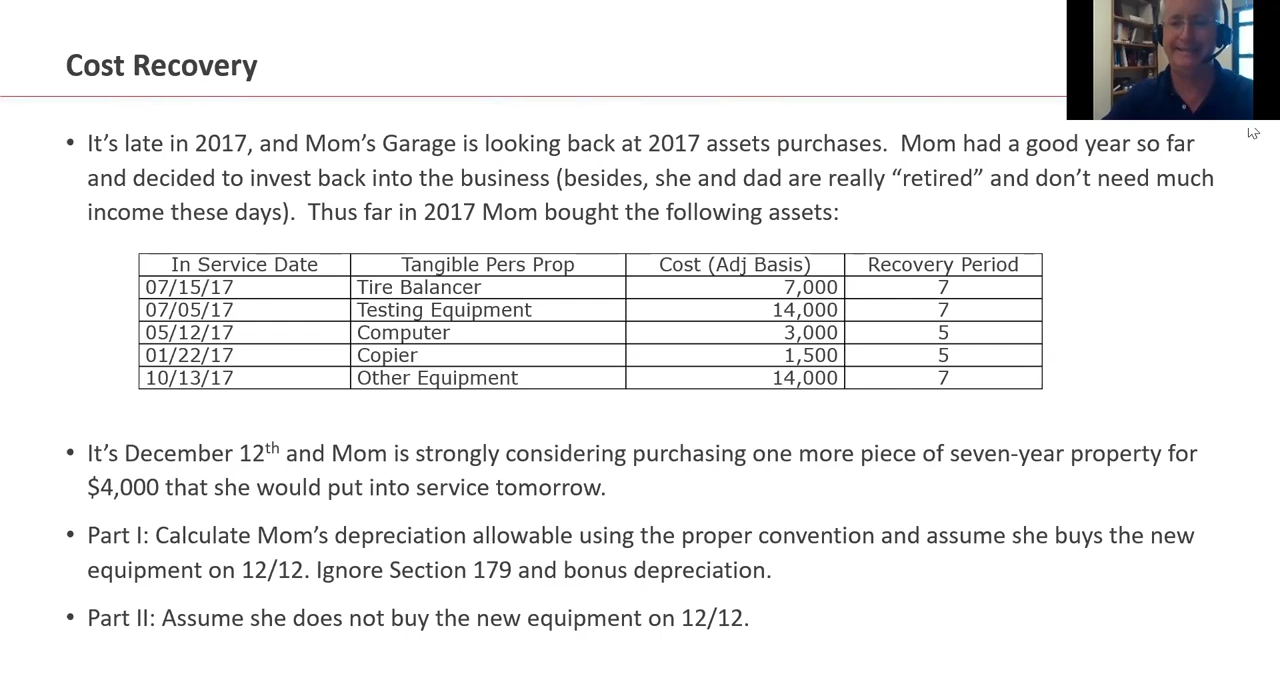 Cost Recovery
• It’s late in 2017, and Mom’s Garage is looking back at 2017 assets purchases.  Mom had a good year so far
and decided to invest back into the business (besides, she and dad are really “retired” and don’t need much
income these days).  Thus far in 2017 Mom bought the following assets:
In Service Date Tangible Pers Prop Cost (Adj Basis) Recovery Period
07/15/17 Tire Balancer 7,000 7
07/05/17 Testing Equipment 14,000 7
05/12/17 Computer 3,000 5
01/22/17 Copier 1,500 5
10/13/17 Other Equipment 14,000 7
• It’s December 12th and Mom is strongly considering purchasing one more piece of seven-year property for
$4,000 that she would put into service tomorrow.
• Part I: Calculate Mom’s depreciation allowable using the proper convention and assume she buys the new
equipment on 12/12. Ignore Section 179 and bonus depreciation.
• Part II: Assume she does not buy the new equipment on 12/12.